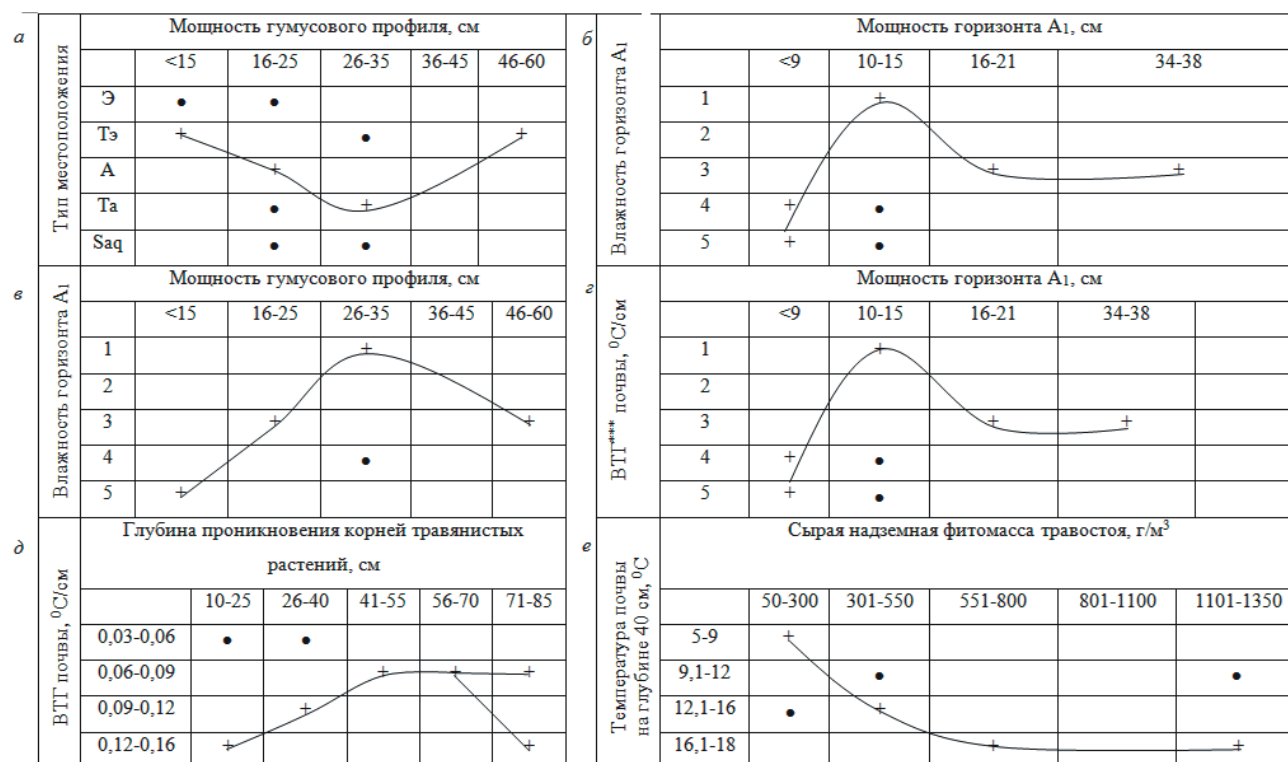 а
Мощность гумусового профиля, см
Тип местоположения
<15 16-25 26-35 36-45 46-60
Э
Тэ
А
Та
Saq
б
Мощность горизонта А1, см
Влажность горизонта А1
<9 10-15 16-21 34-38
1
2
3
4
5
в
Мощность гумусового профиля, см
Влажность горизонта А1
<15 16-25 26-35 36-45 46-60
1
2
3
4
5
г
Мощность горизонта А1, см
ВТГ*** почвы, ⁰С/см
<9 10-15 16-21 34-38
1
2
3
4
5
д
Глубина проникновения корней травянистых
растений, см
ВТГ почвы, ⁰С/см
10-25 26-40 41-55 56-70 71-85
0,03-0,06
0,06-0,09
0,09-0,12
0,12-0,16
е
Сырая надземная фитомасса травостоя, г/м³
Температура почвы
на глубине 40 см, ⁰С
50-300 301-550 551-800 801-1100 1101-1350
5-9
9,1-12
12,1-16
16,1-18